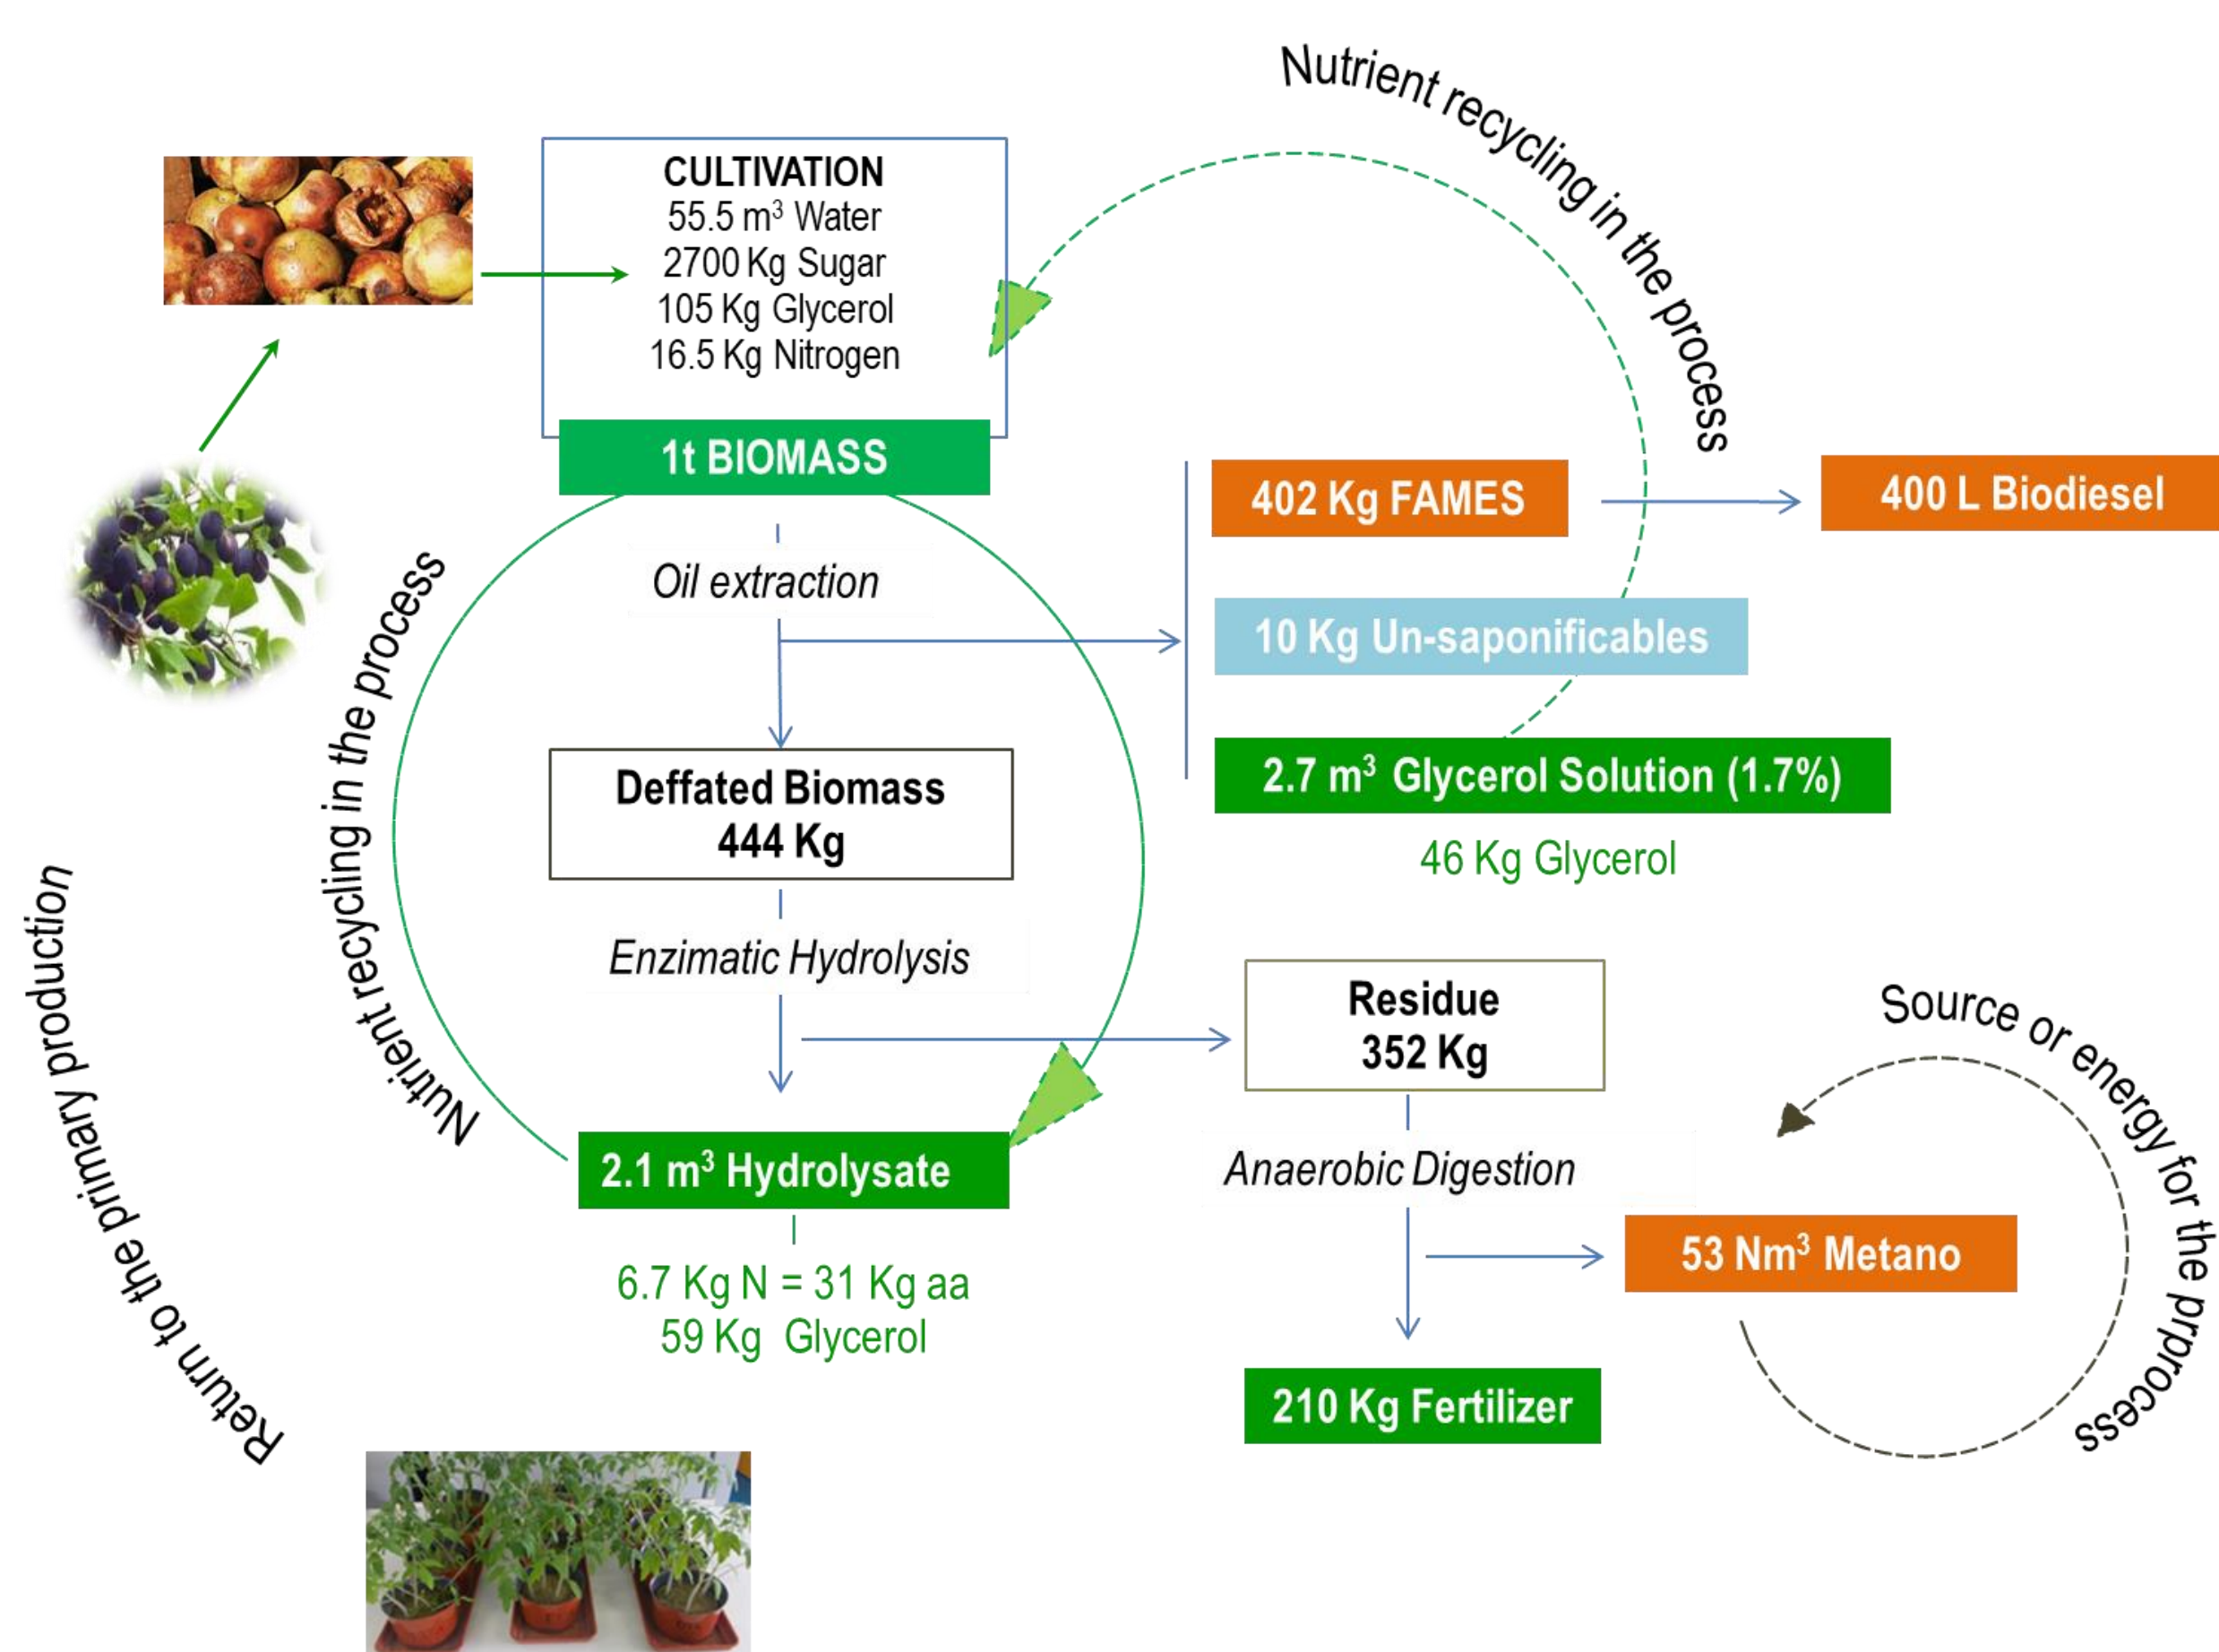 Nutrient recycling in the process
CULTIVATION
55.5 m³ Water
2700 Kg Sugar
105 Kg Glycerol
16.5 Kg Nitrogen
1t BIOMASS
402 Kg FAMES
400 L Biodiesel
Oil extraction
10 Kg Un-saponificables
2.7 m³ Glycerol Solution (1.7%)
46 Kg Glycerol
Nutrient recycling in the process
Deffated Biomass
444 Kg
Enzimatic Hydrolysis
Residue
352 Kg
Source or energy for the prprocess
Return to the primary production
2.1 m³ Hydrolysate
Anaerobic Digestion
53 Nm³ Metano
6.7 Kg N = 31 Kg aa
59 Kg Glycerol
210 Kg Fertilizer